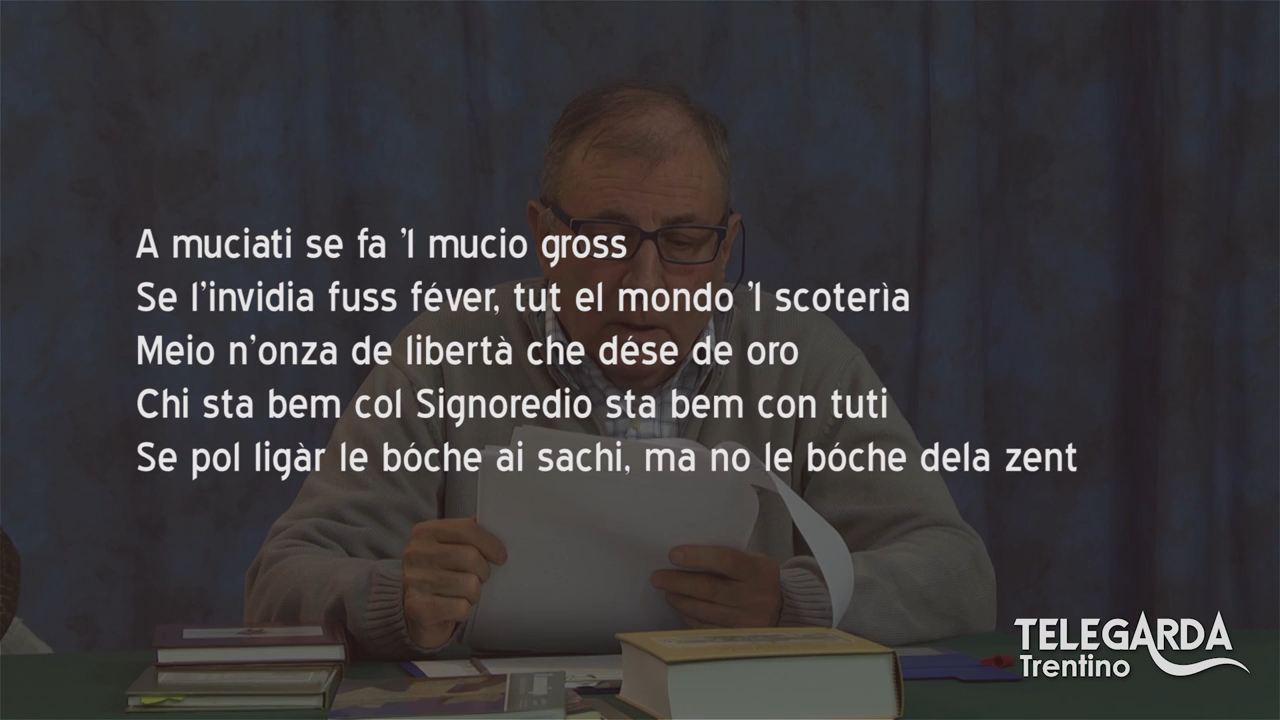 A muciati se fa 'l mucio gross
Se l'invidia fuss féver, tut el mondo 'l scoterìa
Meio n'onza de libertà che dése de oro
Chi sta bem col Signoredio sta bem con tuti
Se pol ligàr le bóche ai sachi, ma no le bóche dela zent
TELEGARDA
Trentino